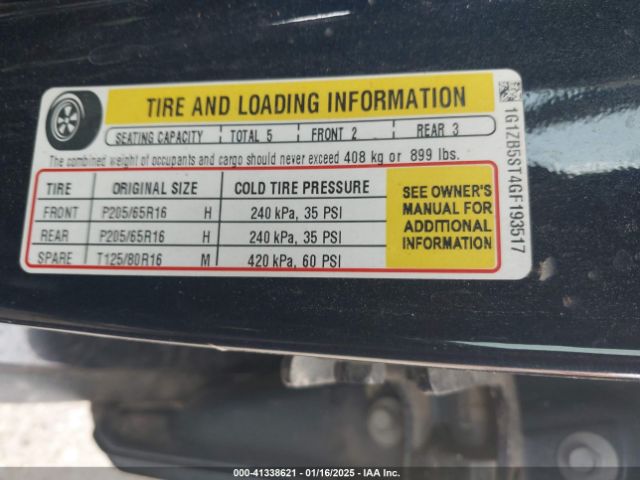 TIRE AND LOADING INFORMATION
SEATING CAPACITY TOTAL 5 FRONT 2 REAR 3
The combined weight of occupants and cargo should never exceed 408 kg or 899 lbs.
TIRE ORIGINAL SIZE COLD TIRE PRESSURE
FRONT P205/65R16 H 240 kPa, 35 PSI
REAR P205/65R16 H 240 kPa, 35 PSI
SPARE T125/80R16 M 420 kPa, 60 PSI
SEE OWNER'S
MANUAL FOR
ADDITIONAL
INFORMATION
1G1ZB5ST4GF193517
000-41338621 / 01/16/2025 / IAA Inc.